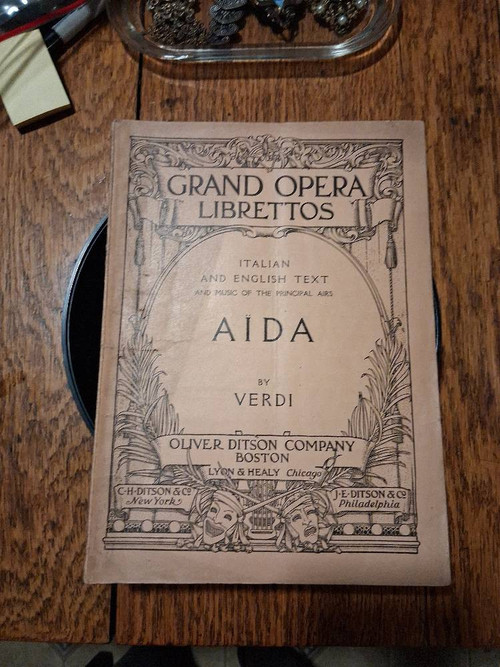 GRAND OPERA
LIBRETTOS
ITALIAN
AND ENGLISH TEXT
AND MUSIC OF THE PRINCIPAL AIRS
AÏDA
BY
VERDI
OLIVER DITSON COMPANY
BOSTON
LYON & HEALY Chicago
C·H·DITSON & Co
New York
J·E·DITSON & Co
Philadelphia